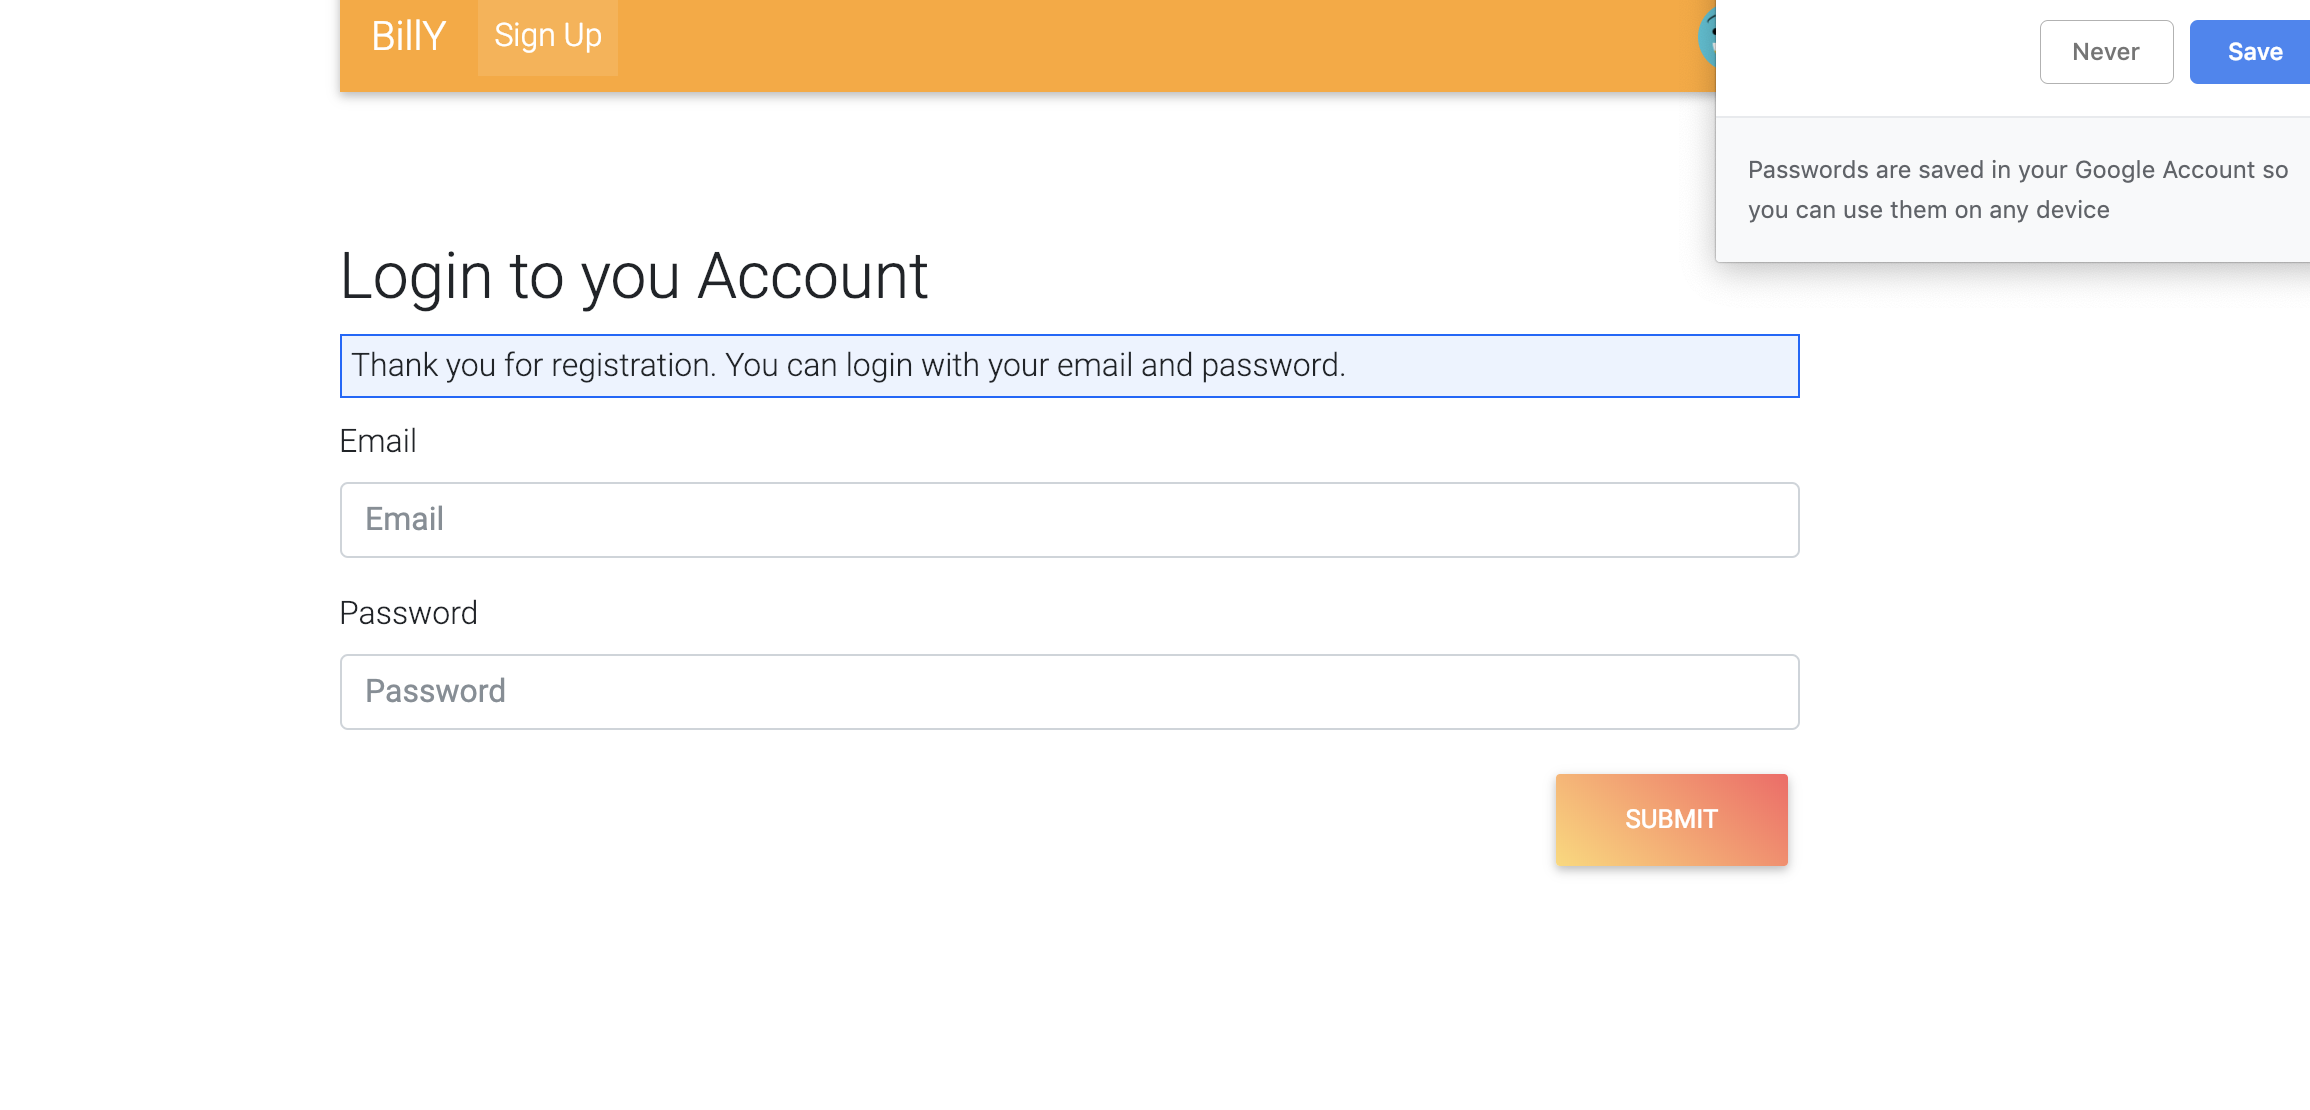 BillY
Sign Up
Never
Save
Passwords are saved in your Google Account so
you can use them on any device
Login to you Account
Thank you for registration. You can login with your email and password.
Email
Email
Password
Password
SUBMIT